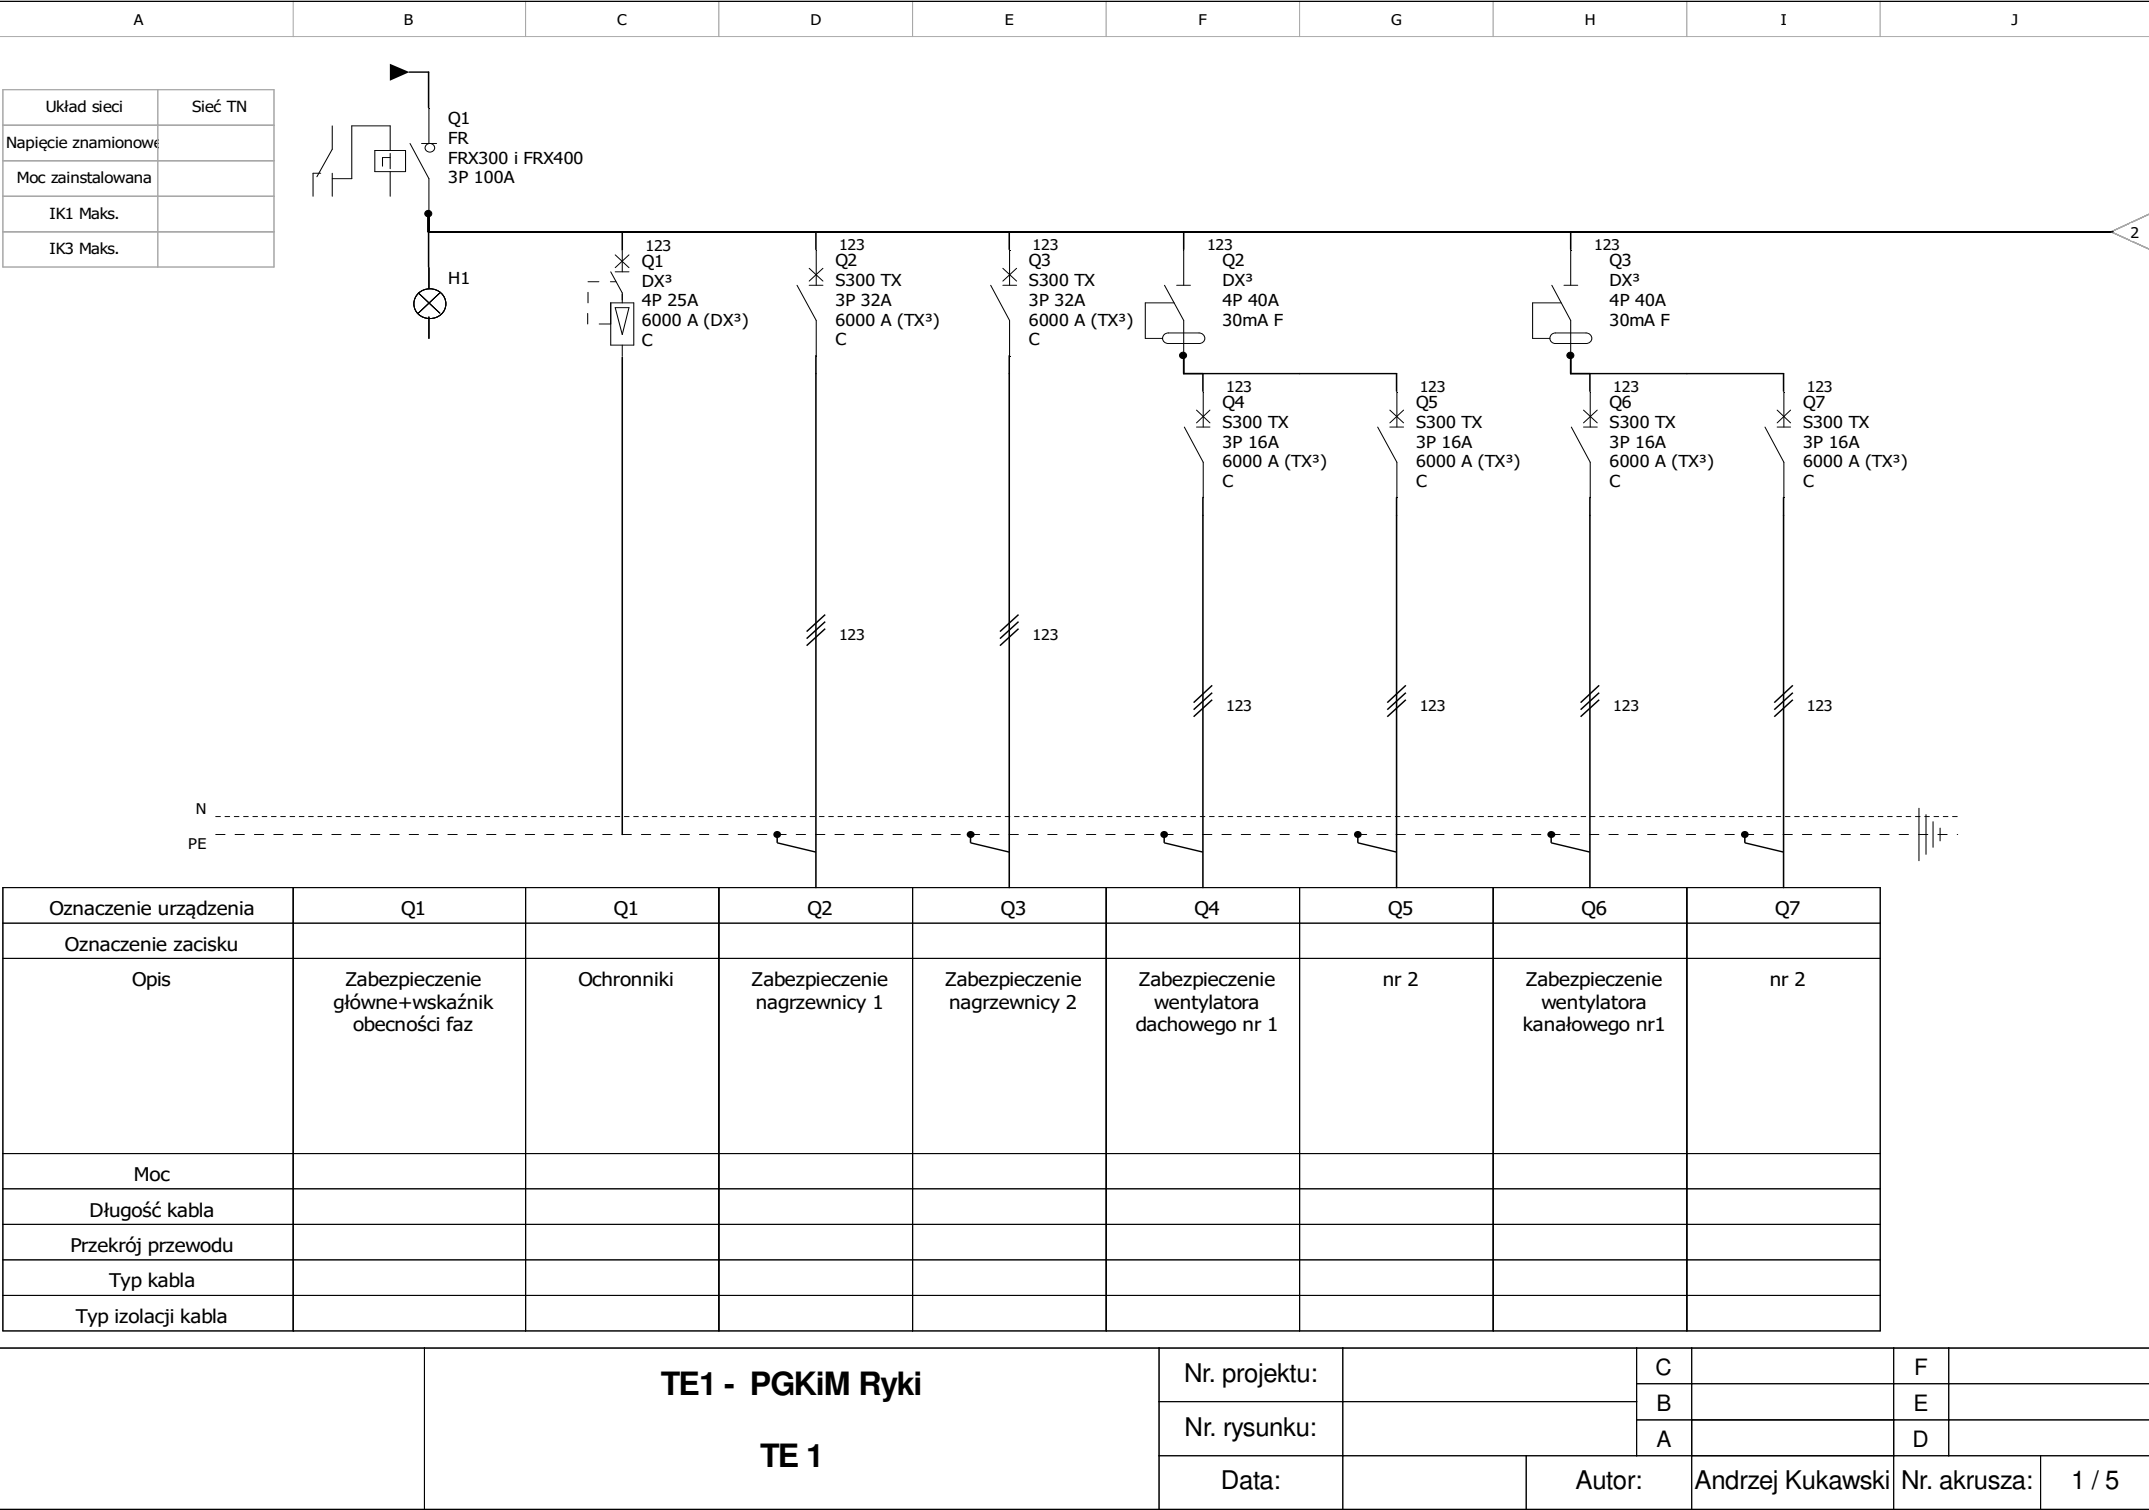 A B C D E F G H I J
Układ sieci Sieć TN
Napięcie znamionowe
Moc zainstalowana
IK1 Maks.
IK3 Maks.
Q1
FR
FRX300 i FRX400
3P 100A
H1
2
123
Q1
DX³
4P 25A
6000 A (DX³)
C
123
Q2
S300 TX
3P 32A
6000 A (TX³)
C
123
Q3
S300 TX
3P 32A
6000 A (TX³)
C
123
Q2
DX³
4P 40A
30mA F
123
Q3
DX³
4P 40A
30mA F
123
Q4
S300 TX
3P 16A
6000 A (TX³)
C
123
Q5
S300 TX
3P 16A
6000 A (TX³)
C
123
Q6
S300 TX
3P 16A
6000 A (TX³)
C
123
Q7
S300 TX
3P 16A
6000 A (TX³)
C
123 123
123 123 123 123
N
PE
Oznaczenie urządzenia Q1 Q1 Q2 Q3 Q4 Q5 Q6 Q7
Oznaczenie zacisku
Opis
Zabezpieczenie
główne+wskaźnik
obecności faz
Ochronniki
Zabezpieczenie
nagrzewnicy 1
Zabezpieczenie
nagrzewnicy 2
Zabezpieczenie
wentylatora
dachowego nr 1
nr 2
Zabezpieczenie
wentylatora
kanałowego nr1
nr 2
Moc
Długość kabla
Przekrój przewodu
Typ kabla
Typ izolacji kabla
TE1 - PGKiM Ryki
TE 1
Nr. projektu:
Nr. rysunku:
C F
B E
A D
Data: Autor: Andrzej Kukawski Nr. akrusza: 1 / 5